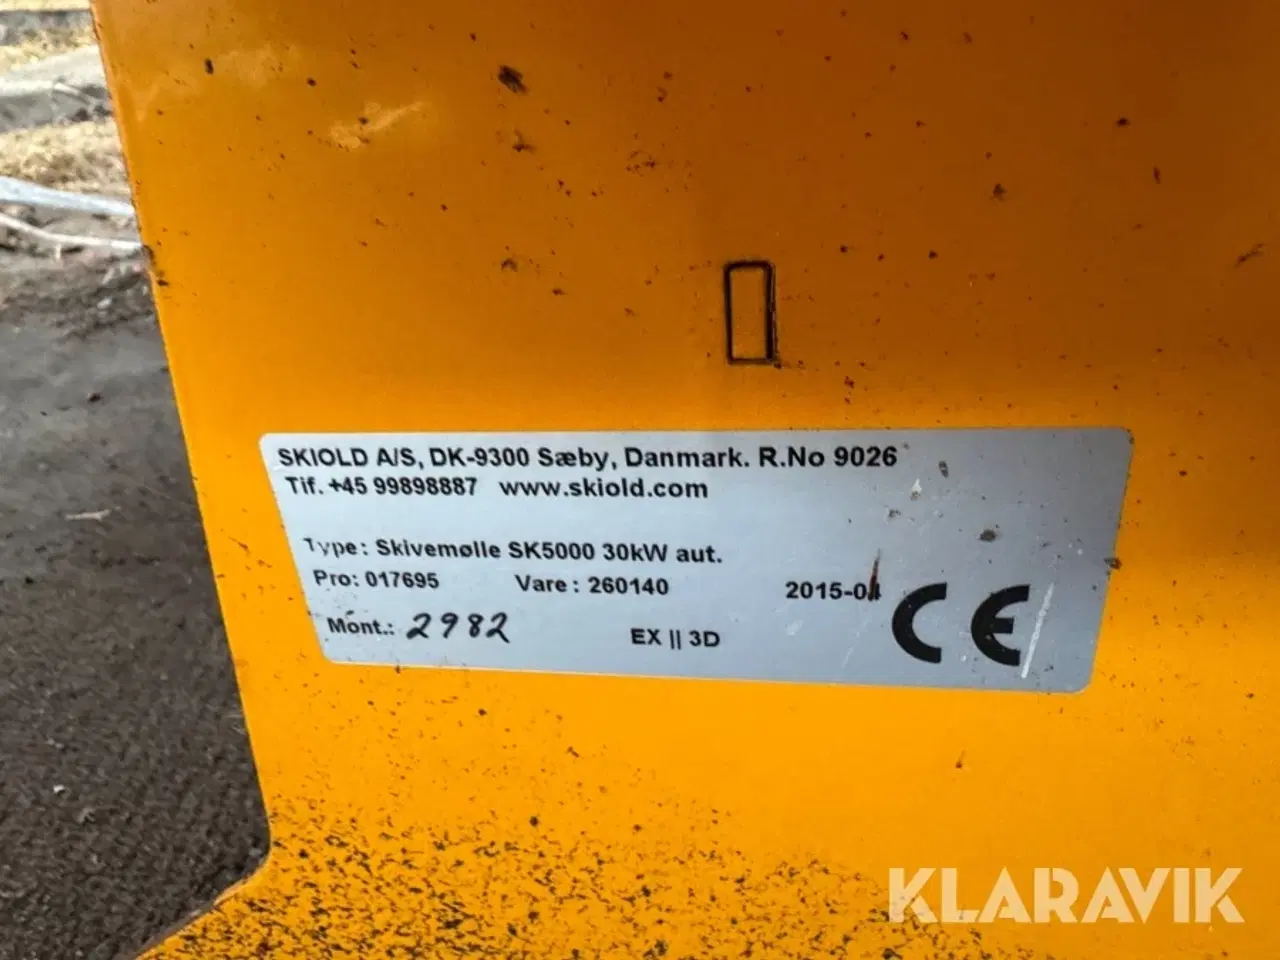 SKIOLD A/S, DK-9300 Sæby, Danmark. R.No 9026
Tlf. +45 99898887 www.skiold.com
Type: Skivemølle SK5000 30kW aut.
Pro: 017695 Vare: 260140 2015-04
Mont.: 2982 EX || 3D CE
KLARAVIK